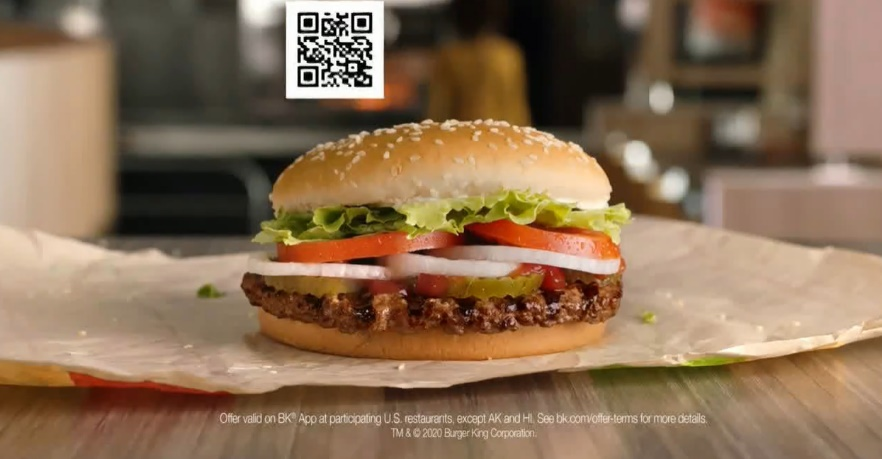 Offer valid on BK® App at participating U.S. restaurants, except AK and HI. See bk.com/offer-terms for more details.
TM & © 2020 Burger King Corporation.